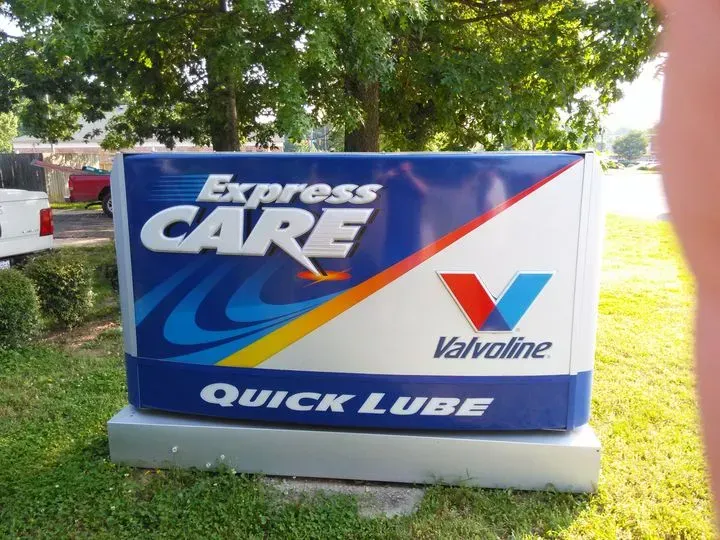 Express
CARE
Valvoline
QUICK LUBE